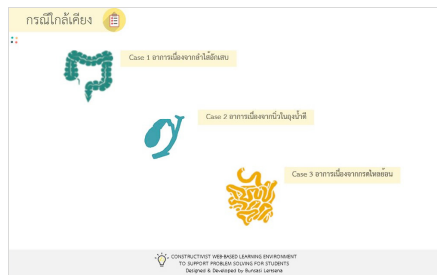 กรณีใกล้เคียง
Case 1 อาการเนื่องจากลำไส้อักเสบ
Case 2 อาการเนื่องจากนิ่วในถุงน้ำดี
Case 3 อาการเนื่องจากกรดไหลย้อน
CONSTRUCTIVIST WEB-BASED LEARNING ENVIRONMENT
TO SUPPORT PROBLEM SOLVING FOR STUDENTS
Designed & Developed by Bunsasi Lertsena